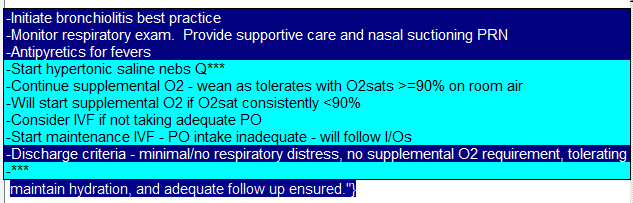 -Initiate bronchiolitis best practice
-Monitor respiratory exam.  Provide supportive care and nasal suctioning PRN
-Antipyretics for fevers
-Start hypertonic saline nebs Q***
-Continue supplemental O2 - wean as tolerates with O2sats >=90% on room air
-Will start supplemental O2 if O2sat consistently <90%
-Consider IVF if not taking adequate PO
-Start maintenance IVF - PO intake inadequate - will follow I/Os
-Discharge criteria - minimal/no respiratory distress, no supplemental O2 requirement, tolerating
-***
maintain hydration, and adequate follow up ensured."}